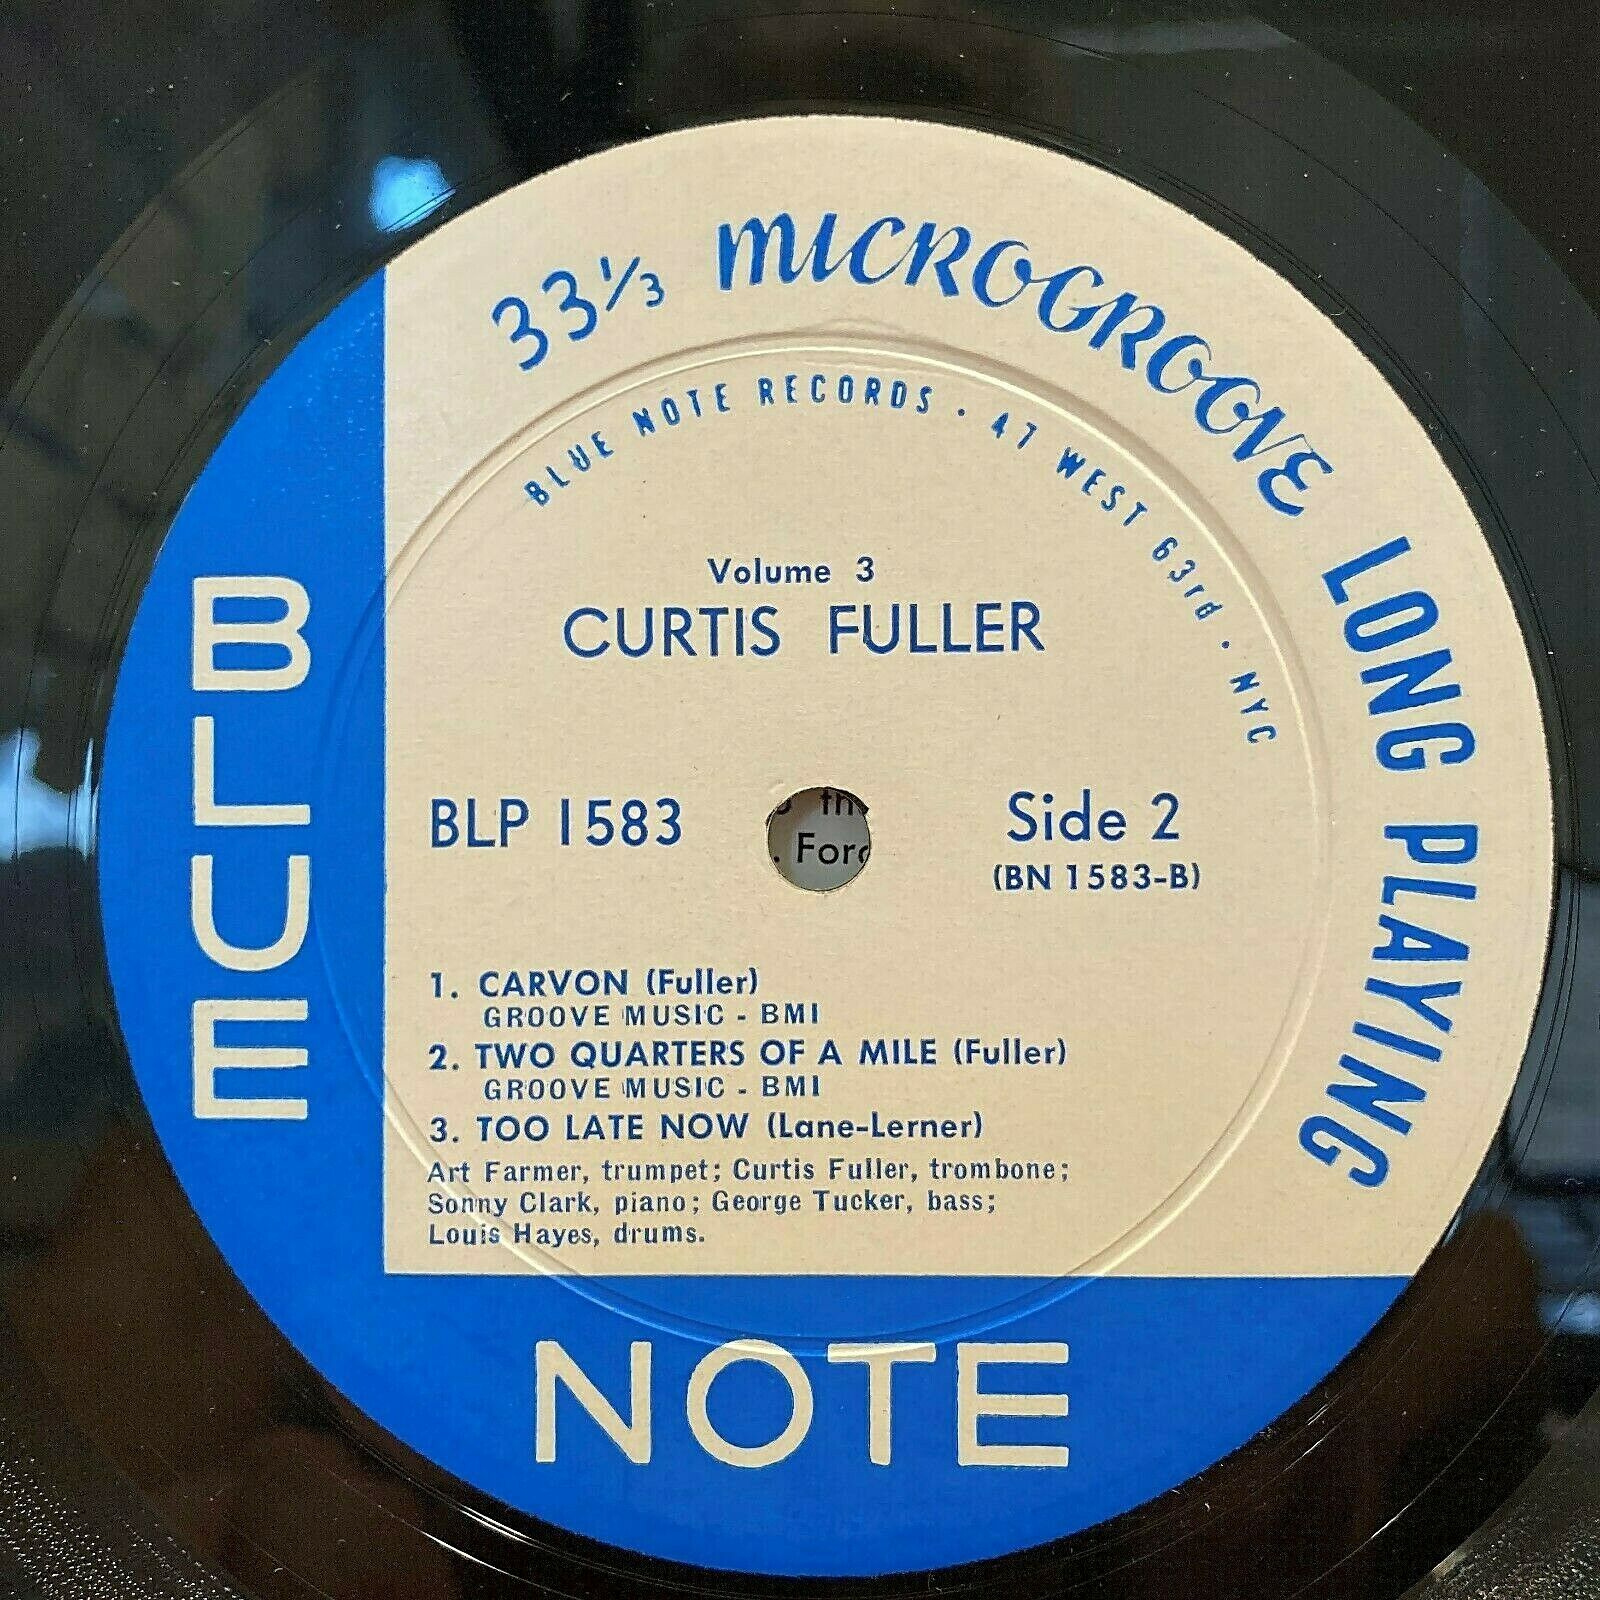 33⅓ MICROGROOVE LONG PLAYING
BLUE NOTE RECORDS · 47 WEST 63rd · NYC
Volume 3
CURTIS FULLER
BLP 1583
Side 2
(BN 1583-B)
th
. For
1. CARVON (Fuller)
GROOVE MUSIC - BMI
2. TWO QUARTERS OF A MILE (Fuller)
GROOVE MUSIC - BMI
3. TOO LATE NOW (Lane-Lerner)
Art Farmer, trumpet; Curtis Fuller, trombone;
Sonny Clark, piano; George Tucker, bass;
Louis Hayes, drums.
BLUE
NOTE